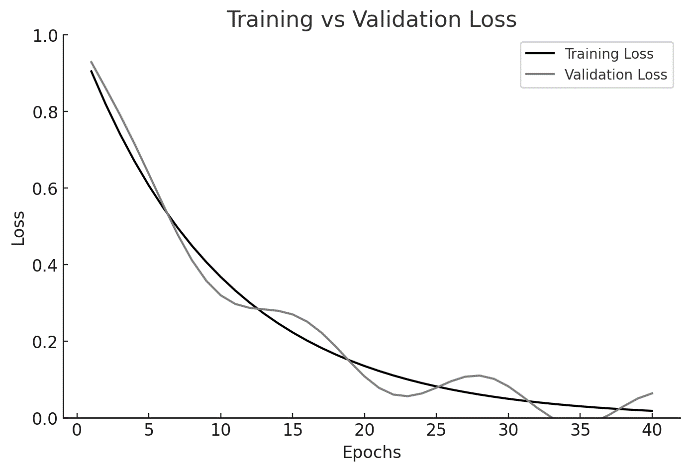 Training vs Validation Loss
1.0
Training Loss
Validation Loss
0.8
0.6
0.4
0.2
0.0
Loss
0 5 10 15 20 25 30 35 40
Epochs